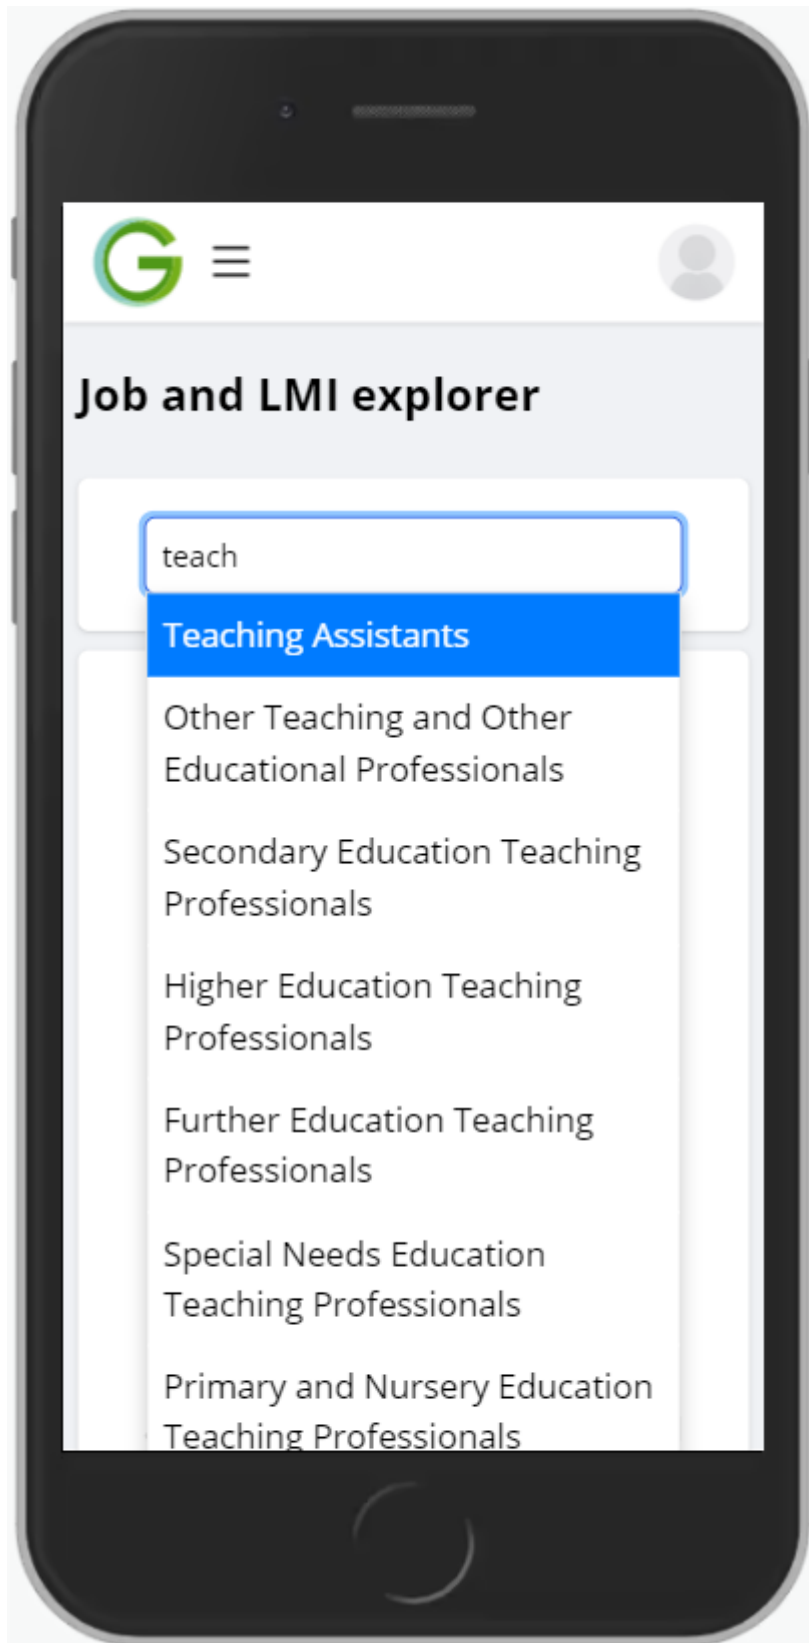 G
Job and LMI explorer
teach
Teaching Assistants
Other Teaching and Other
Educational Professionals
Secondary Education Teaching
Professionals
Higher Education Teaching
Professionals
Further Education Teaching
Professionals
Special Needs Education
Teaching Professionals
Primary and Nursery Education
Teaching Professionals